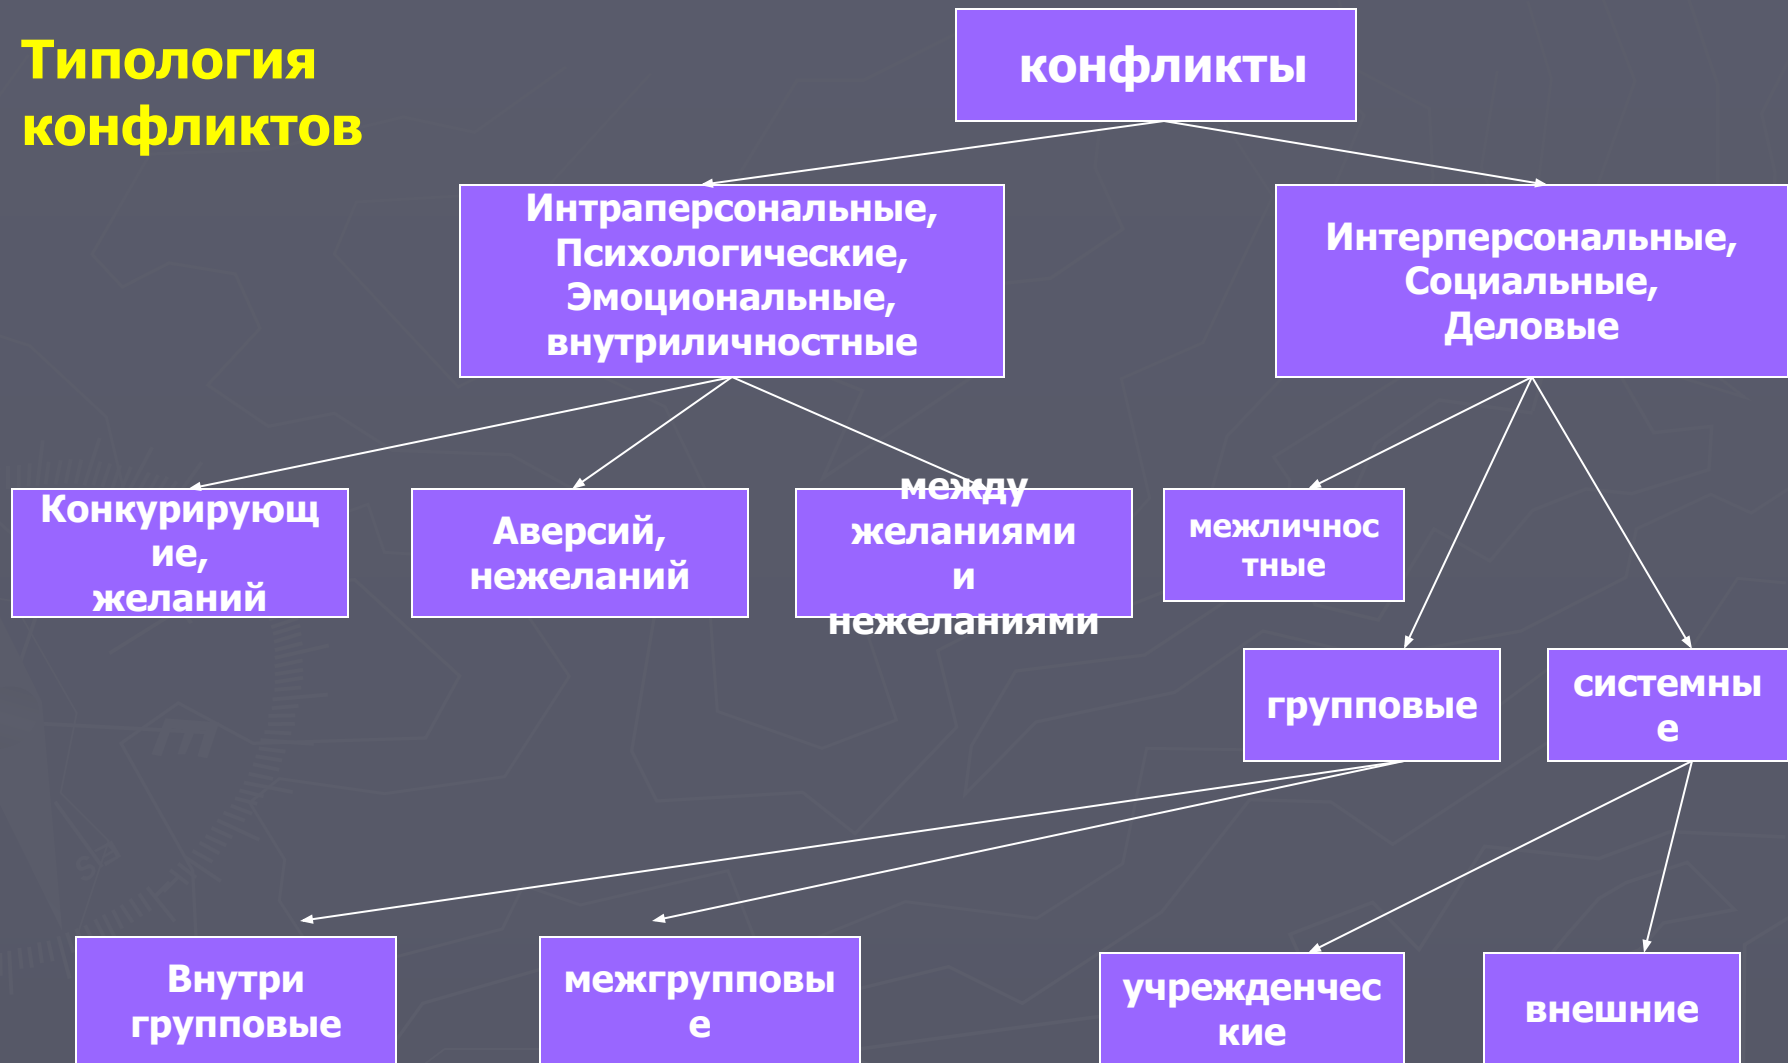 Типология
конфликтов
конфликты
Интраперсональные,
Психологические,
Эмоциональные,
внутриличностные
Интерперсональные,
Социальные,
Деловые
Конкурирующ
ие,
желаний
Аверсий,
нежеланий
между
желаниями
и
нежеланиями
межличнос
тные
групповые
системны
е
Внутри
групповые
межгрупповы
е
учрежденчес
кие
внешние